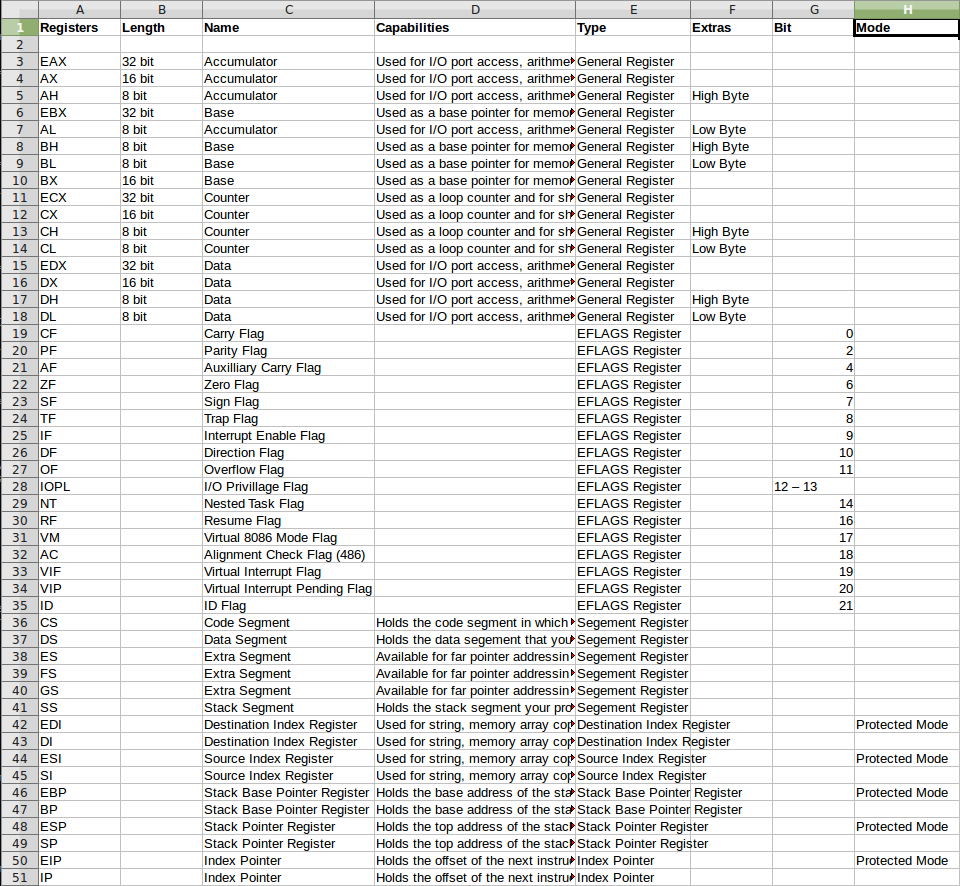 A B C D E F G H
1 Registers Length Name Capabilities Type Extras Bit Mode
2
3 EAX 32 bit Accumulator Used for I/O port access, arithme General Register
4 AX 16 bit Accumulator Used for I/O port access, arithme General Register
5 AH 8 bit Accumulator Used for I/O port access, arithme General Register High Byte
6 EBX 32 bit Base Used as a base pointer for memo General Register
7 AL 8 bit Accumulator Used for I/O port access, arithme General Register Low Byte
8 BH 8 bit Base Used as a base pointer for memo General Register High Byte
9 BL 8 bit Base Used as a base pointer for memo General Register Low Byte
10 BX 16 bit Base Used as a base pointer for memo General Register
11 ECX 32 bit Counter Used as a loop counter and for sh General Register
12 CX 16 bit Counter Used as a loop counter and for sh General Register
13 CH 8 bit Counter Used as a loop counter and for sh General Register High Byte
14 CL 8 bit Counter Used as a loop counter and for sh General Register Low Byte
15 EDX 32 bit Data Used for I/O port access, arithme General Register
16 DX 16 bit Data Used for I/O port access, arithme General Register
17 DH 8 bit Data Used for I/O port access, arithme General Register High Byte
18 DL 8 bit Data Used for I/O port access, arithme General Register Low Byte
19 CF Carry Flag EFLAGS Register 0
20 PF Parity Flag EFLAGS Register 2
21 AF Auxilliary Carry Flag EFLAGS Register 4
22 ZF Zero Flag EFLAGS Register 6
23 SF Sign Flag EFLAGS Register 7
24 TF Trap Flag EFLAGS Register 8
25 IF Interrupt Enable Flag EFLAGS Register 9
26 DF Direction Flag EFLAGS Register 10
27 OF Overflow Flag EFLAGS Register 11
28 IOPL I/O Privillage Flag EFLAGS Register 12 – 13
29 NT Nested Task Flag EFLAGS Register 14
30 RF Resume Flag EFLAGS Register 16
31 VM Virtual 8086 Mode Flag EFLAGS Register 17
32 AC Alignment Check Flag (486) EFLAGS Register 18
33 VIF Virtual Interrupt Flag EFLAGS Register 19
34 VIP Virtual Interrupt Pending Flag EFLAGS Register 20
35 ID ID Flag EFLAGS Register 21
36 CS Code Segment Holds the code segment in which Segement Register
37 DS Data Segment Holds the data segement that you Segement Register
38 ES Extra Segment Available for far pointer addressin Segement Register
39 FS Extra Segment Available for far pointer addressin Segement Register
40 GS Extra Segment Available for far pointer addressin Segement Register
41 SS Stack Segment Holds the stack segment your pro Segement Register
42 EDI Destination Index Register Used for string, memory array cop Destination Index Register Protected Mode
43 DI Destination Index Register Used for string, memory array cop Destination Index Register
44 ESI Source Index Register Used for string, memory array cop Source Index Register Protected Mode
45 SI Source Index Register Used for string, memory array cop Source Index Register
46 EBP Stack Base Pointer Register Holds the base address of the sta Stack Base Pointer Register Protected Mode
47 BP Stack Base Pointer Register Holds the base address of the sta Stack Base Pointer Register
48 ESP Stack Pointer Register Holds the top address of the stac Stack Pointer Register Protected Mode
49 SP Stack Pointer Register Holds the top address of the stac Stack Pointer Register
50 EIP Index Pointer Holds the offset of the next instru Index Pointer Protected Mode
51 IP Index Pointer Holds the offset of the next instru Index Pointer